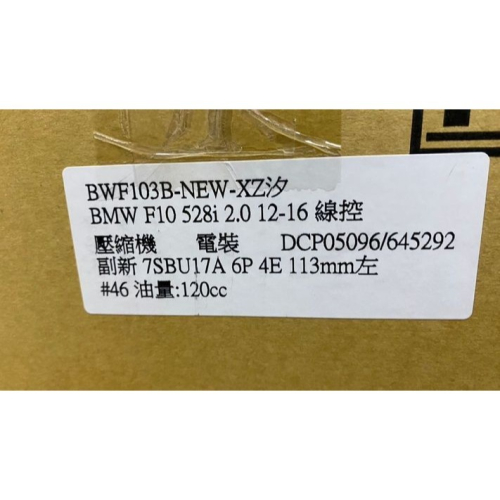 BWF103B-NEW-XZ汐
BMW F10 528i 2.0 12-16 線控
壓縮機 電裝 DCP05096/645292
副新 7SBU17A 6P 4E 113mm左
#46 油量:120cc